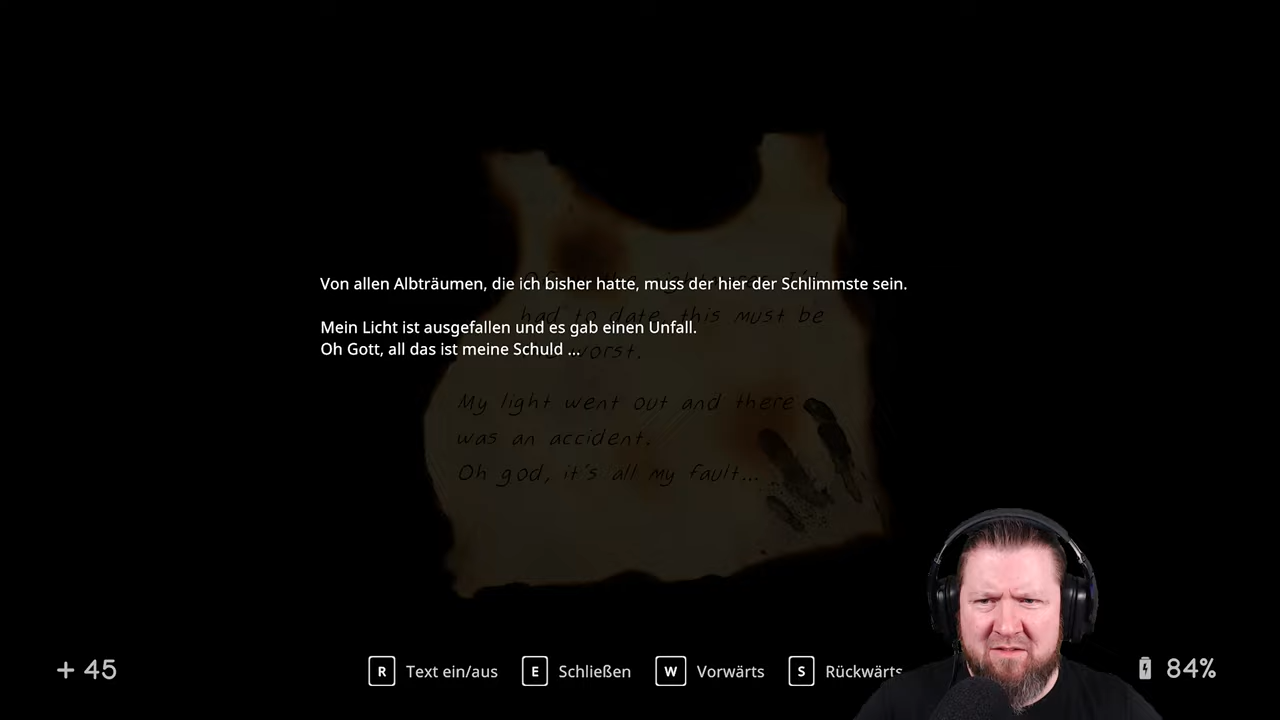 Von allen Albträumen, die ich bisher hatte, muss der hier der Schlimmste sein.
Mein Licht ist ausgefallen und es gab einen Unfall.
Oh Gott, all das ist meine Schuld ...
had to date, this must be
worst.
My light went out and there
was an accident.
Oh god, it's all my fault...
+ 45
R Text ein/aus E Schließen W Vorwärts S Rückwärts
84%